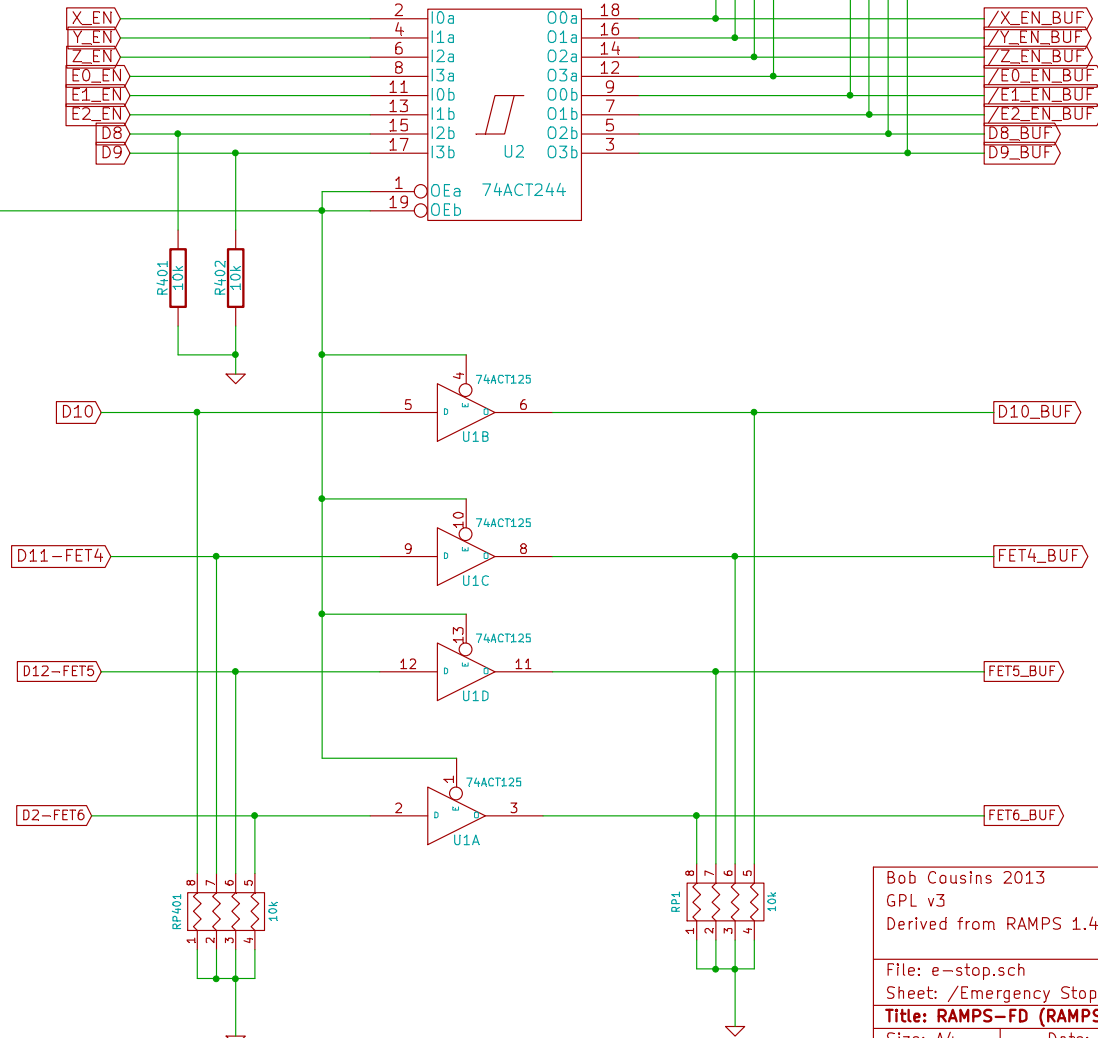 X_EN 2 I0a O0a 18 /X_EN_BUF
Y_EN 4 I1a O1a 16 /Y_EN_BUF
Z_EN 6 I2a O2a 14 /Z_EN_BUF
E0_EN 8 I3a O3a 12 /E0_EN_BUF
E1_EN 11 I0b O0b 9 /E1_EN_BUF
E2_EN 13 I1b O1b 7 /E2_EN_BUF
D8 15 I2b O2b 5 D8_BUF
D9 17 I3b U2 O3b 3 D9_BUF
1 OEa 74ACT244
19 OEb
R401 10k R402 10k
4 74ACT125
D10 5 D E O 6 D10_BUF
U1B
10 74ACT125
D11-FET4 9 D E O 8 FET4_BUF
U1C
13 74ACT125
D12-FET5 12 D E O 11 FET5_BUF
U1D
1 74ACT125
D2-FET6 2 D E O 3 FET6_BUF
U1A
8 7 6 5 8 7 6 5
RP401 10k RP1 10k
1 2 3 4 1 2 3 4
Bob Cousins 2013
GPL v3
Derived from RAMPS 1.4
File: e-stop.sch
Sheet: /Emergency Stop
Title: RAMPS-FD (RAMPS